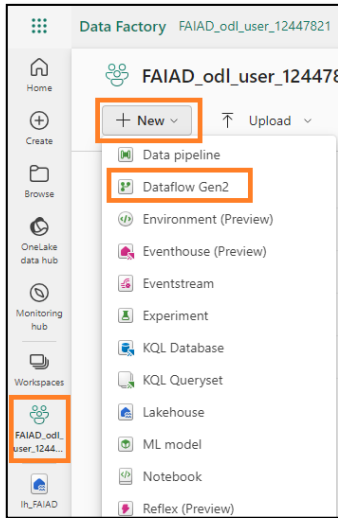 Data Factory FAIAD_odl_user_12447821
FAIAD_odl_user_124478
Home
New
Upload
Create
Data pipeline
Dataflow Gen2
Browse
Environment (Preview)
OneLake
data hub
Eventhouse (Preview)
Eventstream
Monitoring
hub
Experiment
KQL Database
Workspaces
KQL Queryset
Lakehouse
FAIAD_odl_
user_1244...
ML model
Notebook
lh_FAIAD
Reflex (Preview)